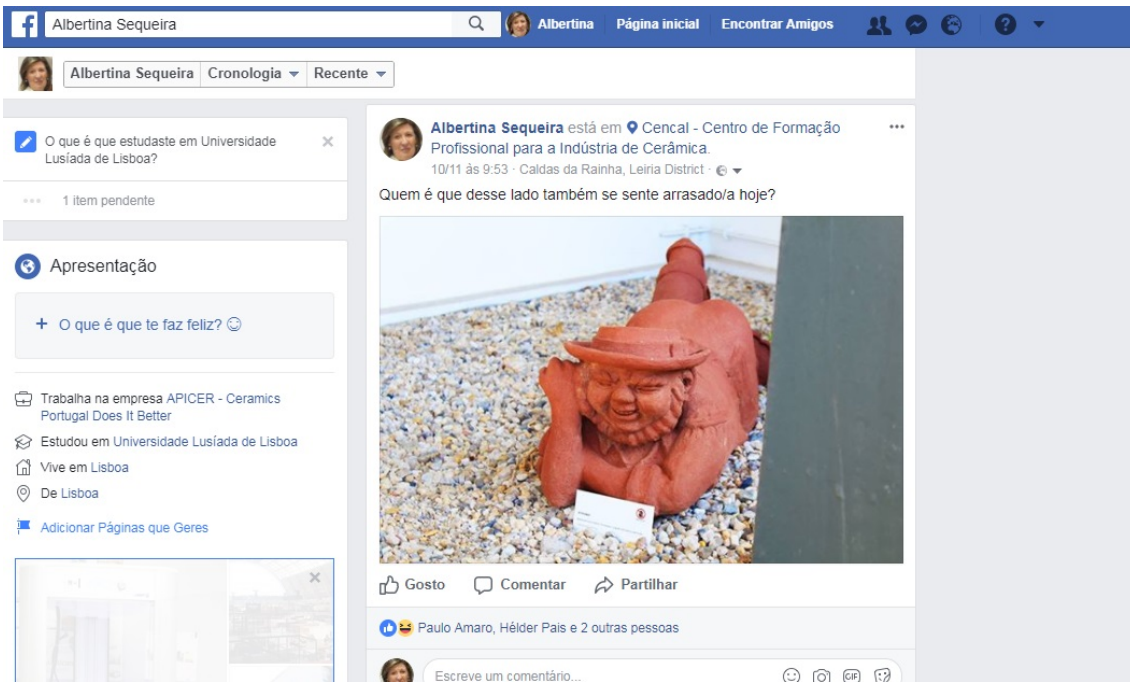 Albertina Sequeira
Albertina
Página inicial
Encontrar Amigos
Albertina Sequeira
Cronologia
Recente
O que é que estudaste em Universidade
Lusíada de Lisboa?
1 item pendente
Apresentação
+ O que é que te faz feliz?
Trabalha na empresa APICER - Ceramics
Portugal Does It Better
Estudou em Universidade Lusíada de Lisboa
Vive em Lisboa
De Lisboa
Adicionar Páginas que Geres
Albertina Sequeira está em Cencal - Centro de Formação
Profissional para a Indústria de Cerâmica.
10/11 às 9:53 · Caldas da Rainha, Leiria District ·
Quem é que desse lado também se sente arrasado/a hoje?
Gosto
Comentar
Partilhar
Paulo Amaro, Hélder Pais e 2 outras pessoas
Escreve um comentário...
GIF